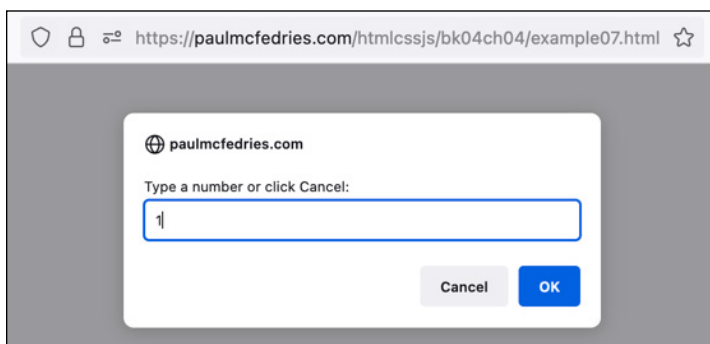 https://paulmcfedries.com/htmlcssjs/bk04ch04/example07.html
paulmcfedries.com
Type a number or click Cancel:
1
Cancel OK